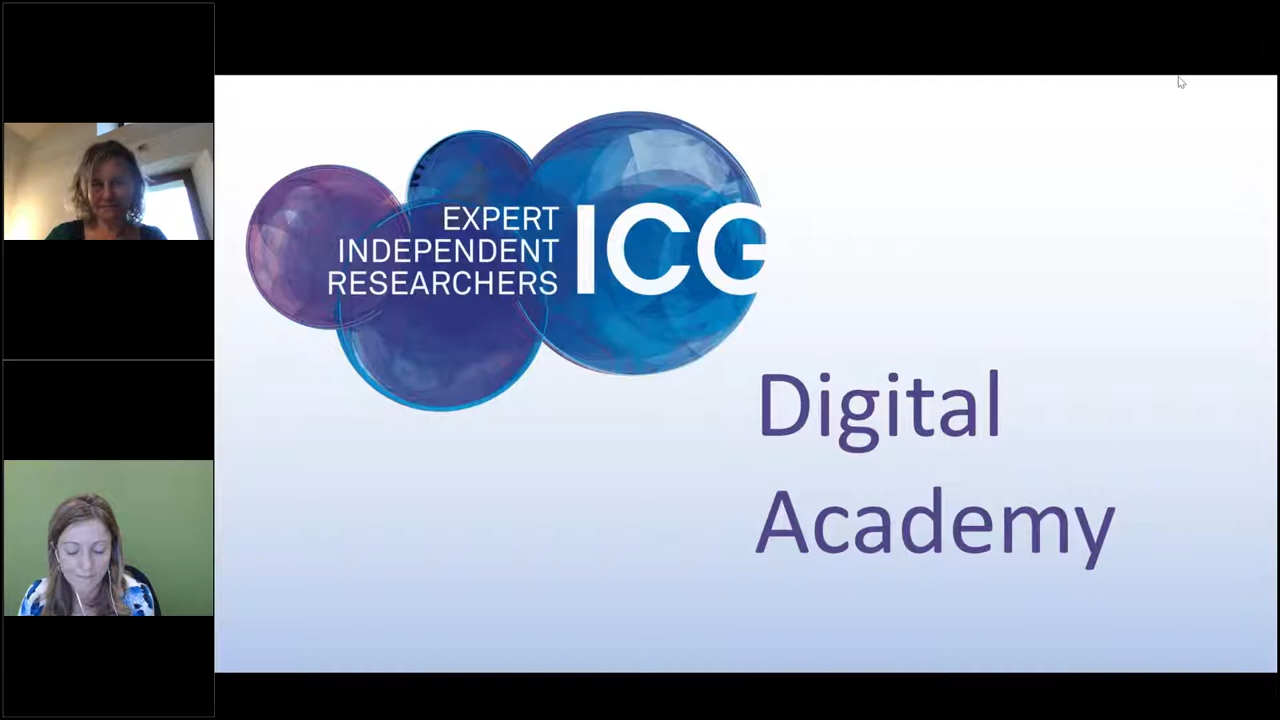 EXPERT
INDEPENDENT
RESEARCHERS
ICG
Digital
Academy